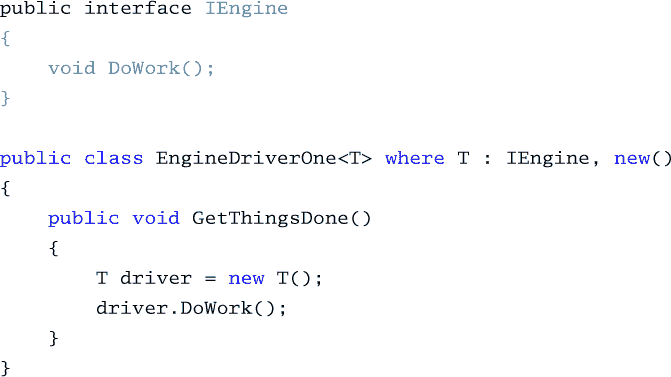 public interface IEngine
{
    void DoWork();
}

public class EngineDriverOne<T> where T : IEngine, new()
{
    public void GetThingsDone()
    {
        T driver = new T();
        driver.DoWork();
    }
}